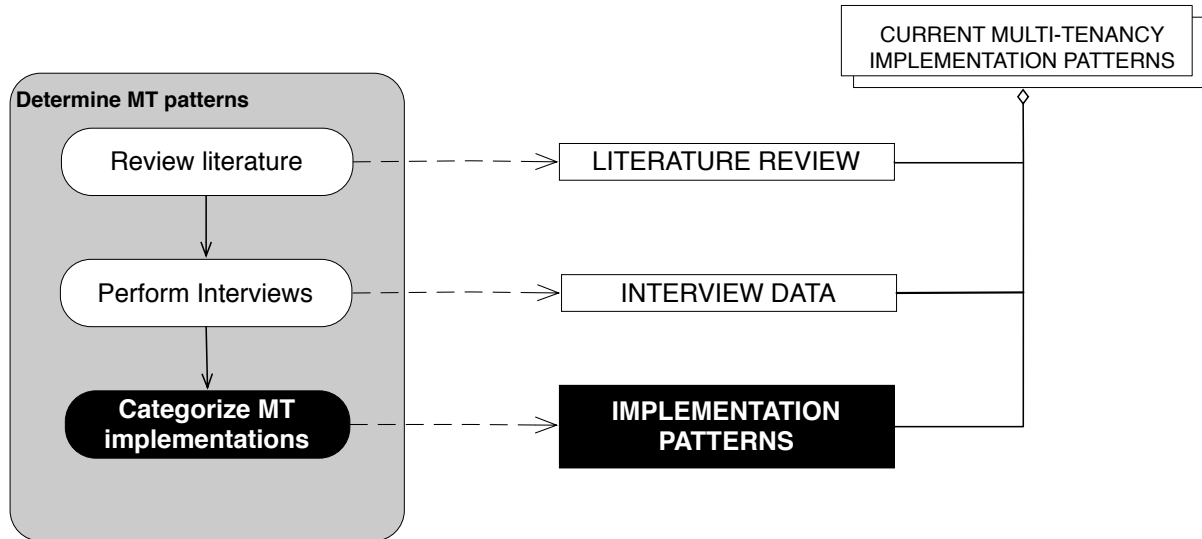 CURRENT MULTI-TENANCY
IMPLEMENTATION PATTERNS
Determine MT patterns
Review literature
LITERATURE REVIEW
Perform Interviews
INTERVIEW DATA
Categorize MT
implementations
IMPLEMENTATION
PATTERNS